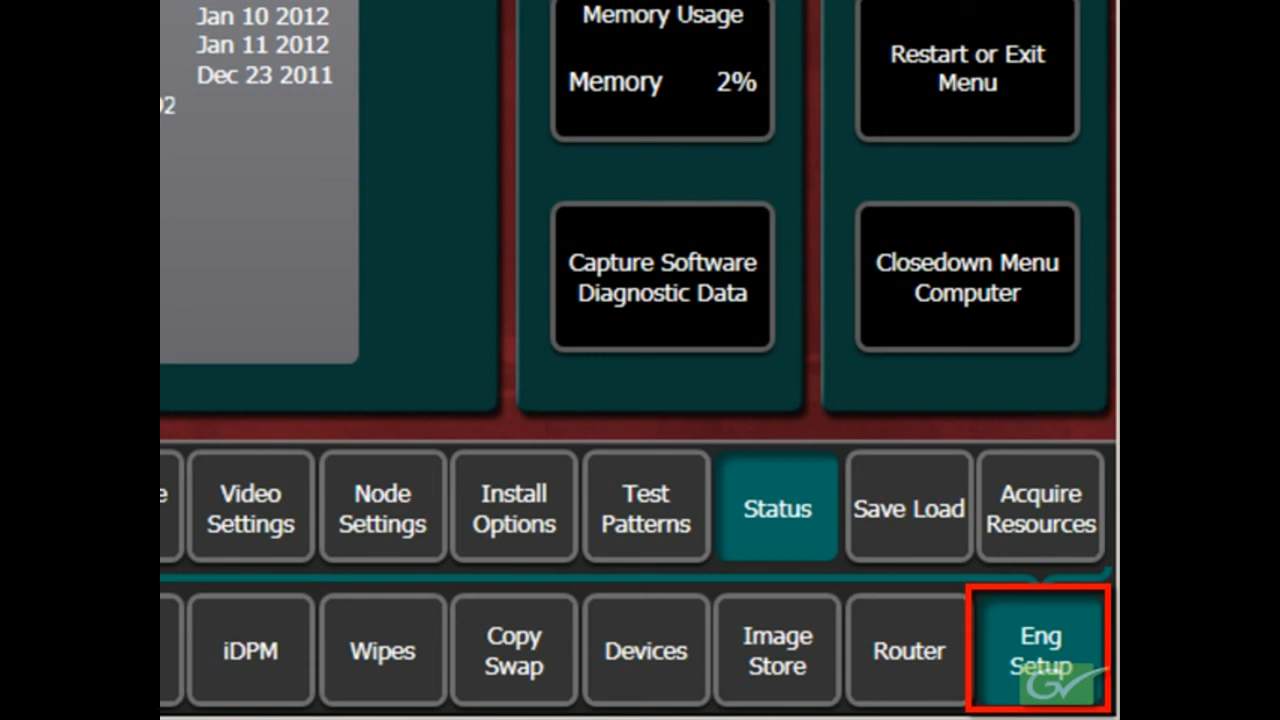 Jan 10 2012
Jan 11 2012
Dec 23 2011
02
Memory Usage
Memory 2%
Restart or Exit
Menu
Capture Software
Diagnostic Data
Closedown Menu
Computer
e
Video
Settings
Node
Settings
Install
Options
Test
Patterns
Status
Save Load
Acquire
Resources
iDPM
Wipes
Copy
Swap
Devices
Image
Store
Router
Eng
Setup
GV